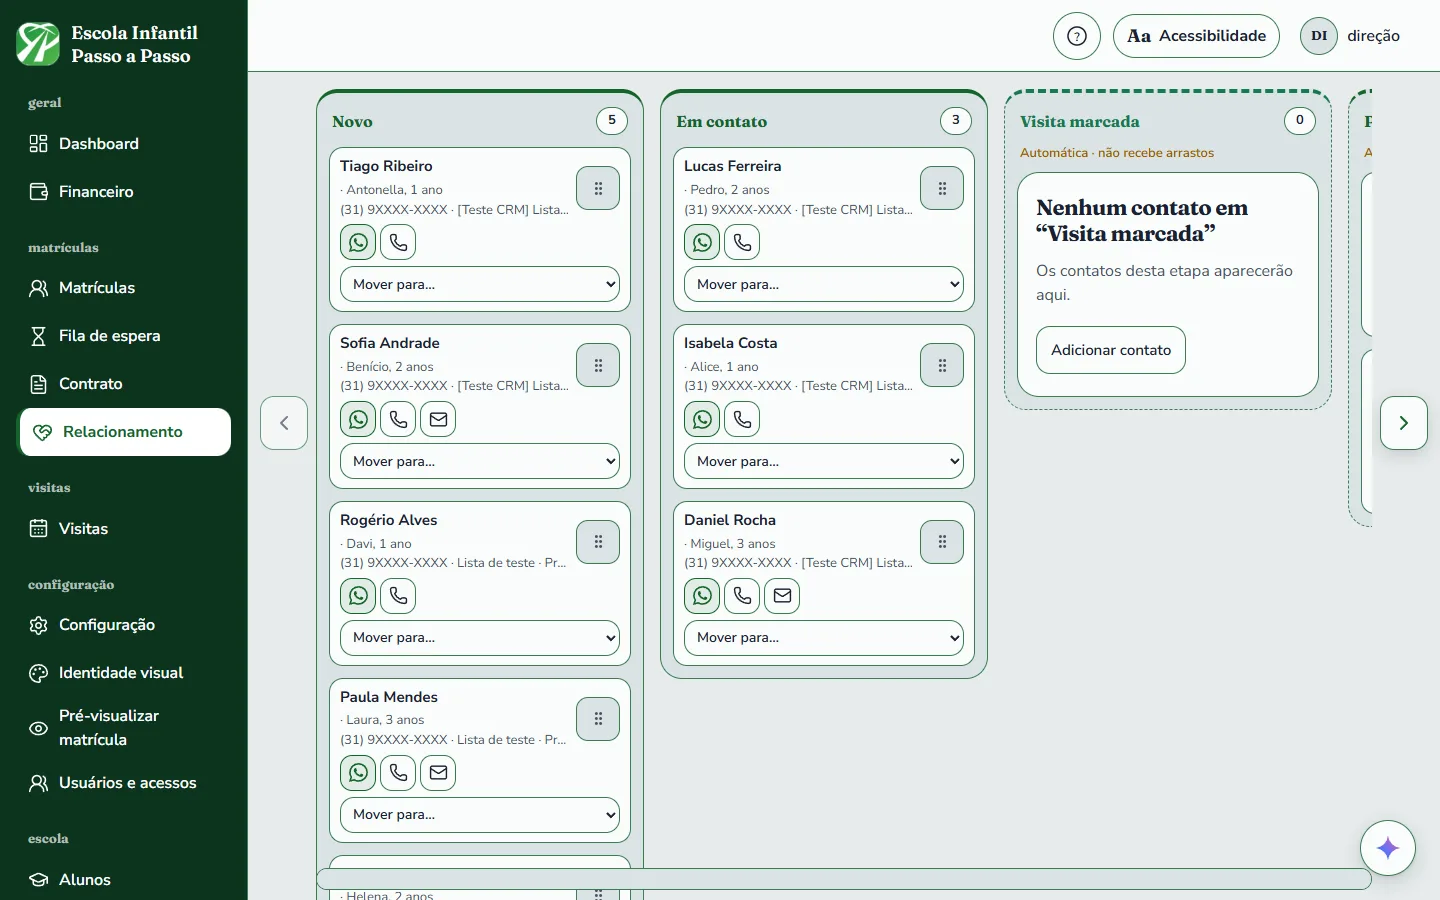 Escola Infantil
Passo a Passo
geral
Dashboard
Financeiro
matrículas
Matrículas
Fila de espera
Contrato
Relacionamento
visitas
Visitas
configuração
Configuração
Identidade visual
Pré-visualizar
matrícula
Usuários e acessos
escola
Alunos
?
Aa Acessibilidade
DI direção
Novo 5
Tiago Ribeiro
· Antonella, 1 ano
(31) 9XXXX-XXXX · [Teste CRM] Lista...
Mover para...
Sofia Andrade
· Benício, 2 anos
(31) 9XXXX-XXXX · [Teste CRM] Lista...
Mover para...
Rogério Alves
· Davi, 1 ano
(31) 9XXXX-XXXX · Lista de teste · Pr...
Mover para...
Paula Mendes
· Laura, 3 anos
(31) 9XXXX-XXXX · Lista de teste · Pr...
Mover para...
· Helena, 2 anos
Em contato 3
Lucas Ferreira
· Pedro, 2 anos
(31) 9XXXX-XXXX · [Teste CRM] Lista...
Mover para...
Isabela Costa
· Alice, 1 ano
(31) 9XXXX-XXXX · [Teste CRM] Lista...
Mover para...
Daniel Rocha
· Miguel, 3 anos
(31) 9XXXX-XXXX · [Teste CRM] Lista...
Mover para...
Visita marcada 0
Automática · não recebe arrastos
Nenhum contato em
“Visita marcada”
Os contatos desta etapa aparecerão
aqui.
Adicionar contato